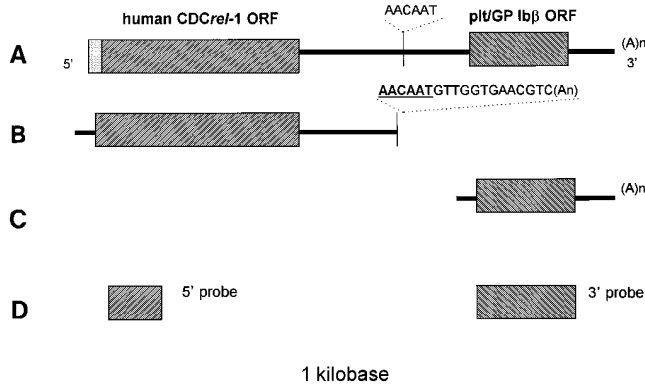 human CDCrel-1 ORF
AACAAT
plt/GP Ibβ ORF
A
5'
(A)n
3'
AACAATGTTGGTGAACGTC(An)
B
(A)n
C
D
5' probe
3' probe
1 kilobase